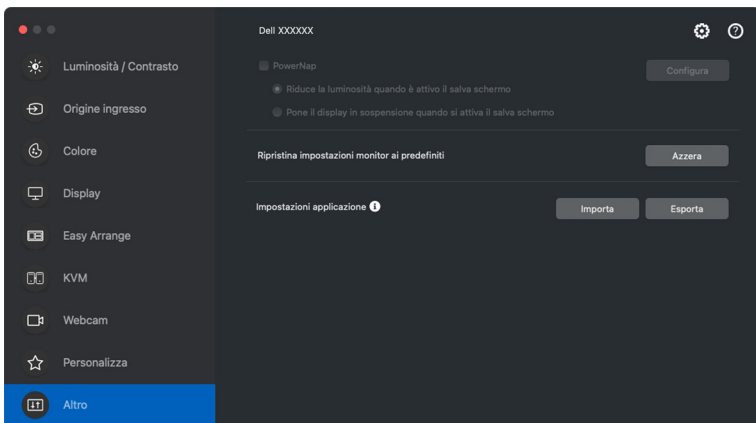 Dell XXXXXX
Luminosità / Contrasto
Origine ingresso
Colore
Display
Easy Arrange
KVM
Webcam
Personalizza
Altro
PowerNap
Configura
Riduce la luminosità quando è attivo il salva schermo
Pone il display in sospensione quando si attiva il salva schermo
Ripristina impostazioni monitor ai predefiniti
Azzera
Impostazioni applicazione
Importa
Esporta